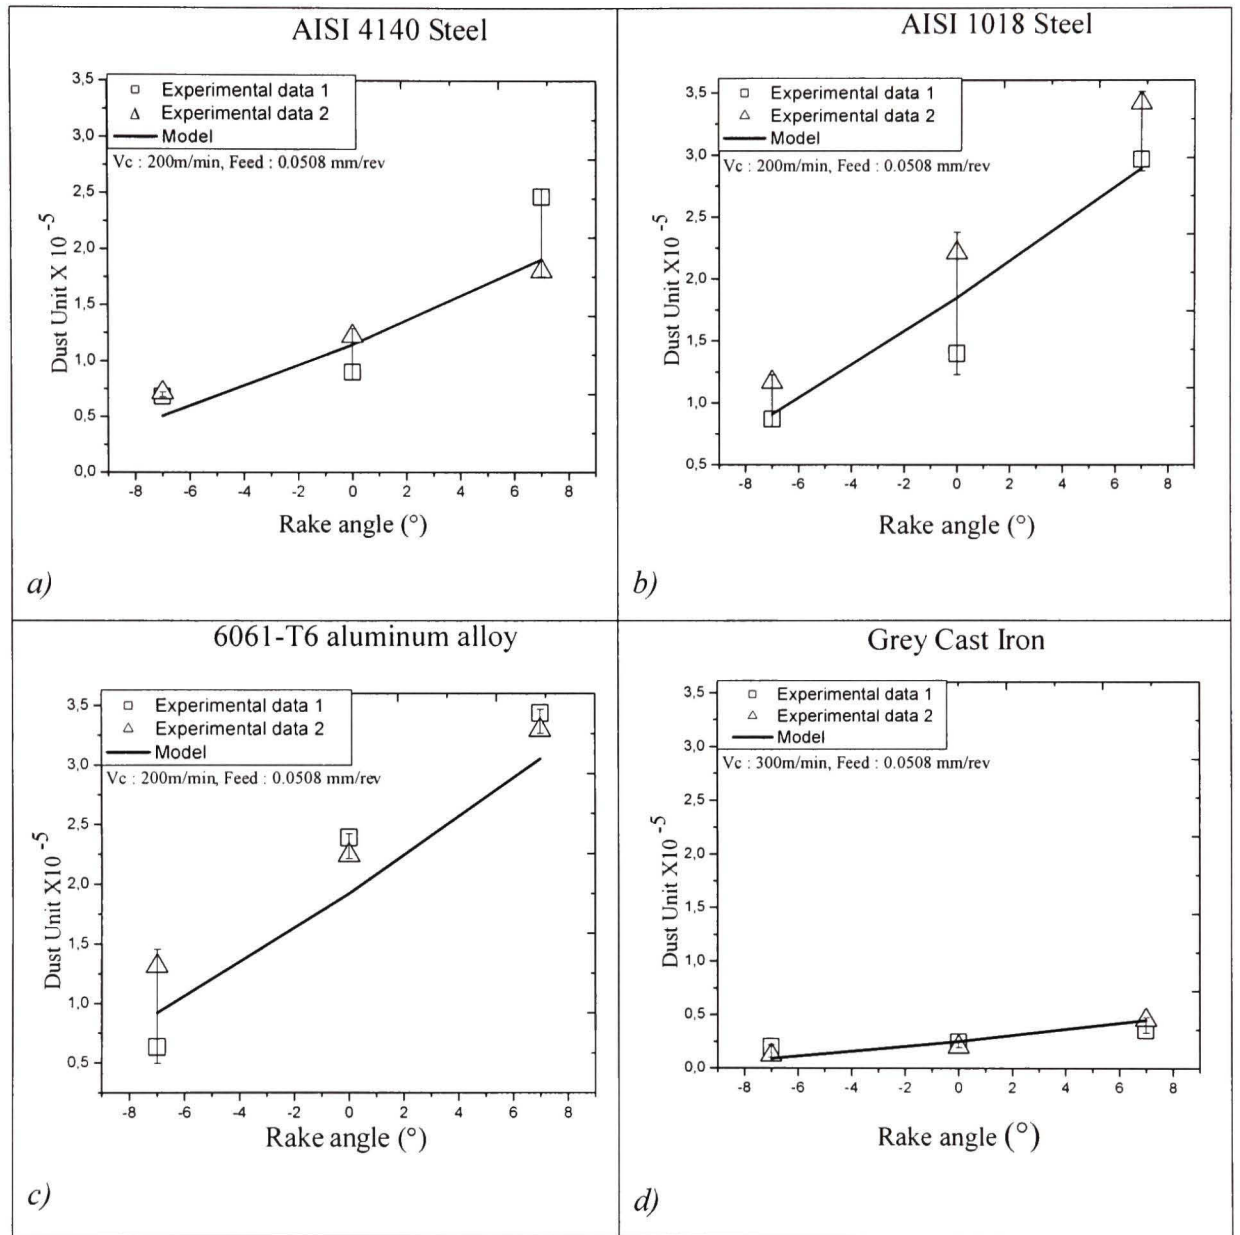 AISI 4140 Steel
3,5
3,0
2,5
2,0
1,5
1,0
0,5
0,0
Dust Unit X 10 -5
Experimental data 1
Experimental data 2
Model
Vc : 200m/min, Feed : 0.0508 mm/rev
-8 -6 -4 -2 0 2 4 6 8
Rake angle (°)
a)
AISI 1018 Steel
3,5
3,0
2,5
2,0
1,5
1,0
0,5
Dust Unit X10 -5
Experimental data 1
Experimental data 2
Model
Vc : 200m/min, Feed : 0.0508 mm/rev
-8 -6 -4 -2 0 2 4 6 8
Rake angle (°)
b)
6061-T6 aluminum alloy
3,5
3,0
2,5
2,0
1,5
1,0
0,5
Dust Unit X10 -5
Experimental data 1
Experimental data 2
Model
Vc : 200m/min, Feed : 0.0508 mm/rev
-8 -6 -4 -2 0 2 4 6 8
Rake angle (°)
c)
Grey Cast Iron
3,5
3,0
2,5
2,0
1,5
1,0
0,5
0,0
Dust Unit X10 -5
Experimental data 1
Experimental data 2
Model
Vc : 300m/min, Feed : 0.0508 mm/rev
-8 -6 -4 -2 0 2 4 6 8
Rake angle (°)
d)